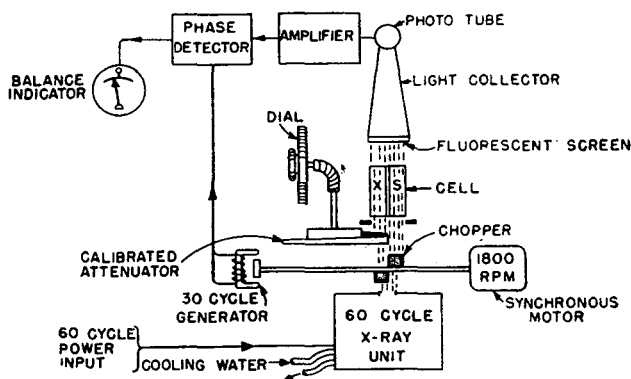 PHASE
DETECTOR
AMPLIFIER
PHOTO TUBE
BALANCE
INDICATOR
LIGHT COLLECTOR
DIAL
FLUORESCENT SCREEN
X S
CELL
CHOPPER
CALIBRATED
ATTENUATOR
1800
RPM
30 CYCLE
GENERATOR
SYNCHRONOUS
MOTOR
60 CYCLE
POWER
INPUT
60 CYCLE
X-RAY
UNIT
COOLING WATER